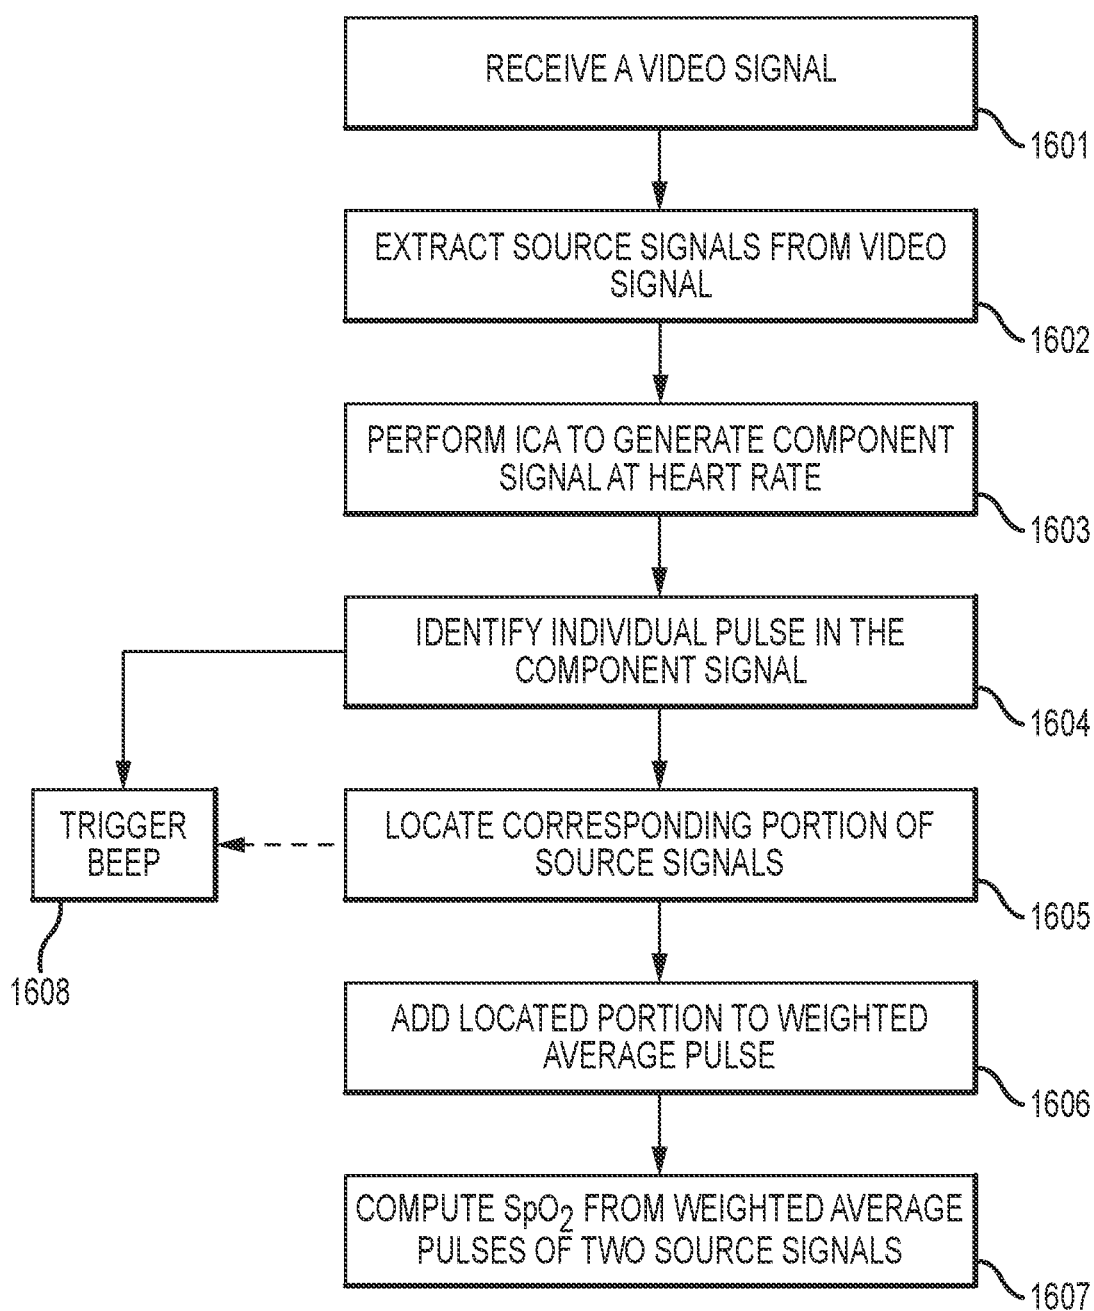 RECEIVE A VIDEO SIGNAL
1601
EXTRACT SOURCE SIGNALS FROM VIDEO
SIGNAL
1602
PERFORM ICA TO GENERATE COMPONENT
SIGNAL AT HEART RATE
1603
IDENTIFY INDIVIDUAL PULSE IN THE
COMPONENT SIGNAL
1604
TRIGGER
BEEP
1608
LOCATE CORRESPONDING PORTION OF
SOURCE SIGNALS
1605
ADD LOCATED PORTION TO WEIGHTED
AVERAGE PULSE
1606
COMPUTE SpO₂ FROM WEIGHTED AVERAGE
PULSES OF TWO SOURCE SIGNALS
1607